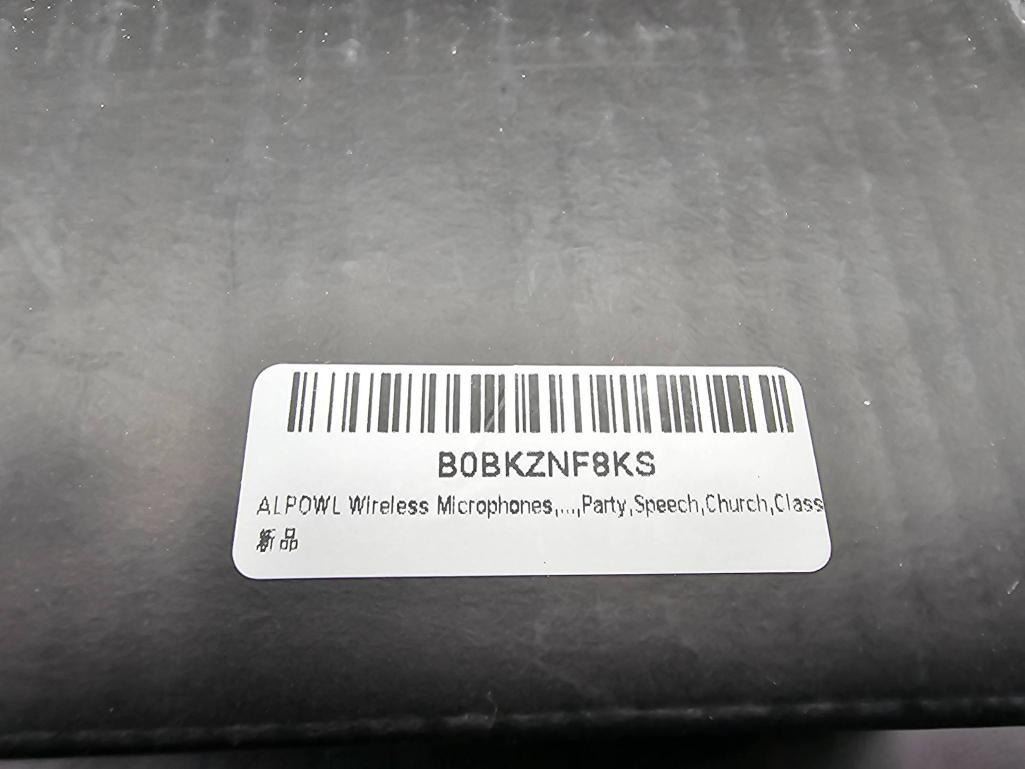 B0BKZNF8KS
ALPOWL Wireless Microphones,...,Party,Speech,Church,Class
新品